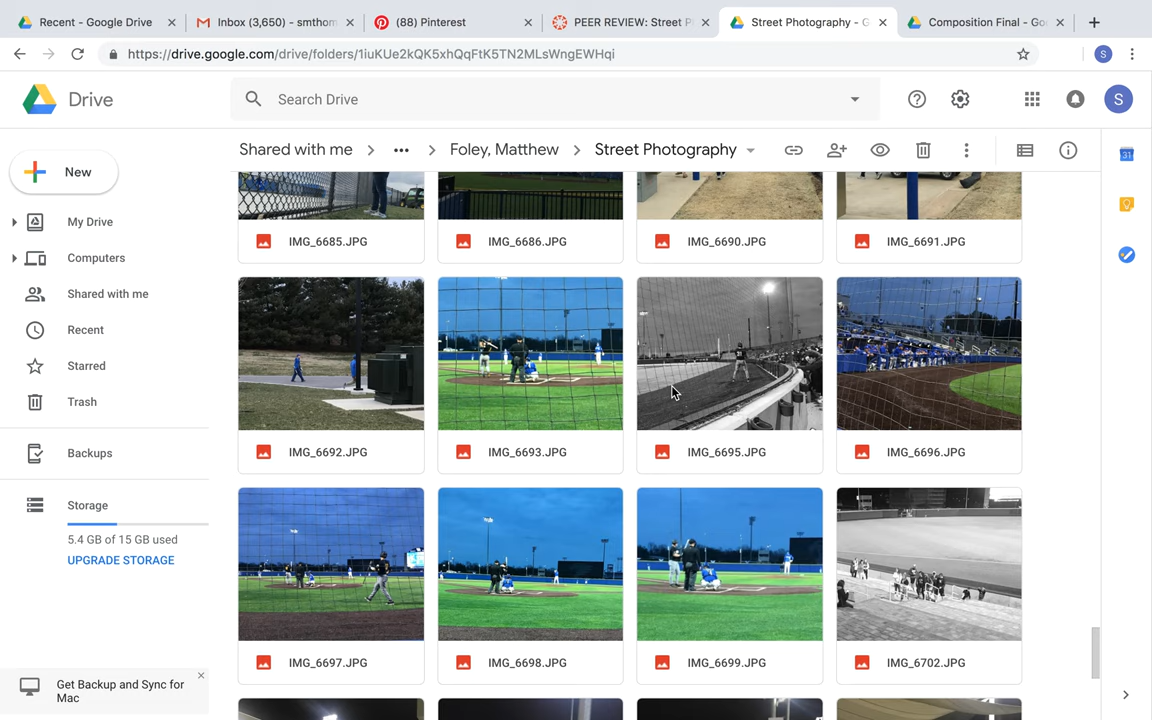 Recent - Google Drive
Inbox (3,650) - smthom
(88) Pinterest
PEER REVIEW: Street P
Street Photography - G
Composition Final - Go
https://drive.google.com/drive/folders/1iuKUe2kQK5xhQqFtK5TN2MLsWngEWHqi
S
Drive
Search Drive
S
New
Shared with me
Foley, Matthew
Street Photography
31
My Drive
Computers
Shared with me
Recent
Starred
Trash
Backups
Storage
5.4 GB of 15 GB used
UPGRADE STORAGE
Get Backup and Sync for
Mac
IMG_6685.JPG
IMG_6686.JPG
IMG_6690.JPG
IMG_6691.JPG
IMG_6692.JPG
IMG_6693.JPG
IMG_6695.JPG
IMG_6696.JPG
IMG_6697.JPG
IMG_6698.JPG
IMG_6699.JPG
IMG_6702.JPG